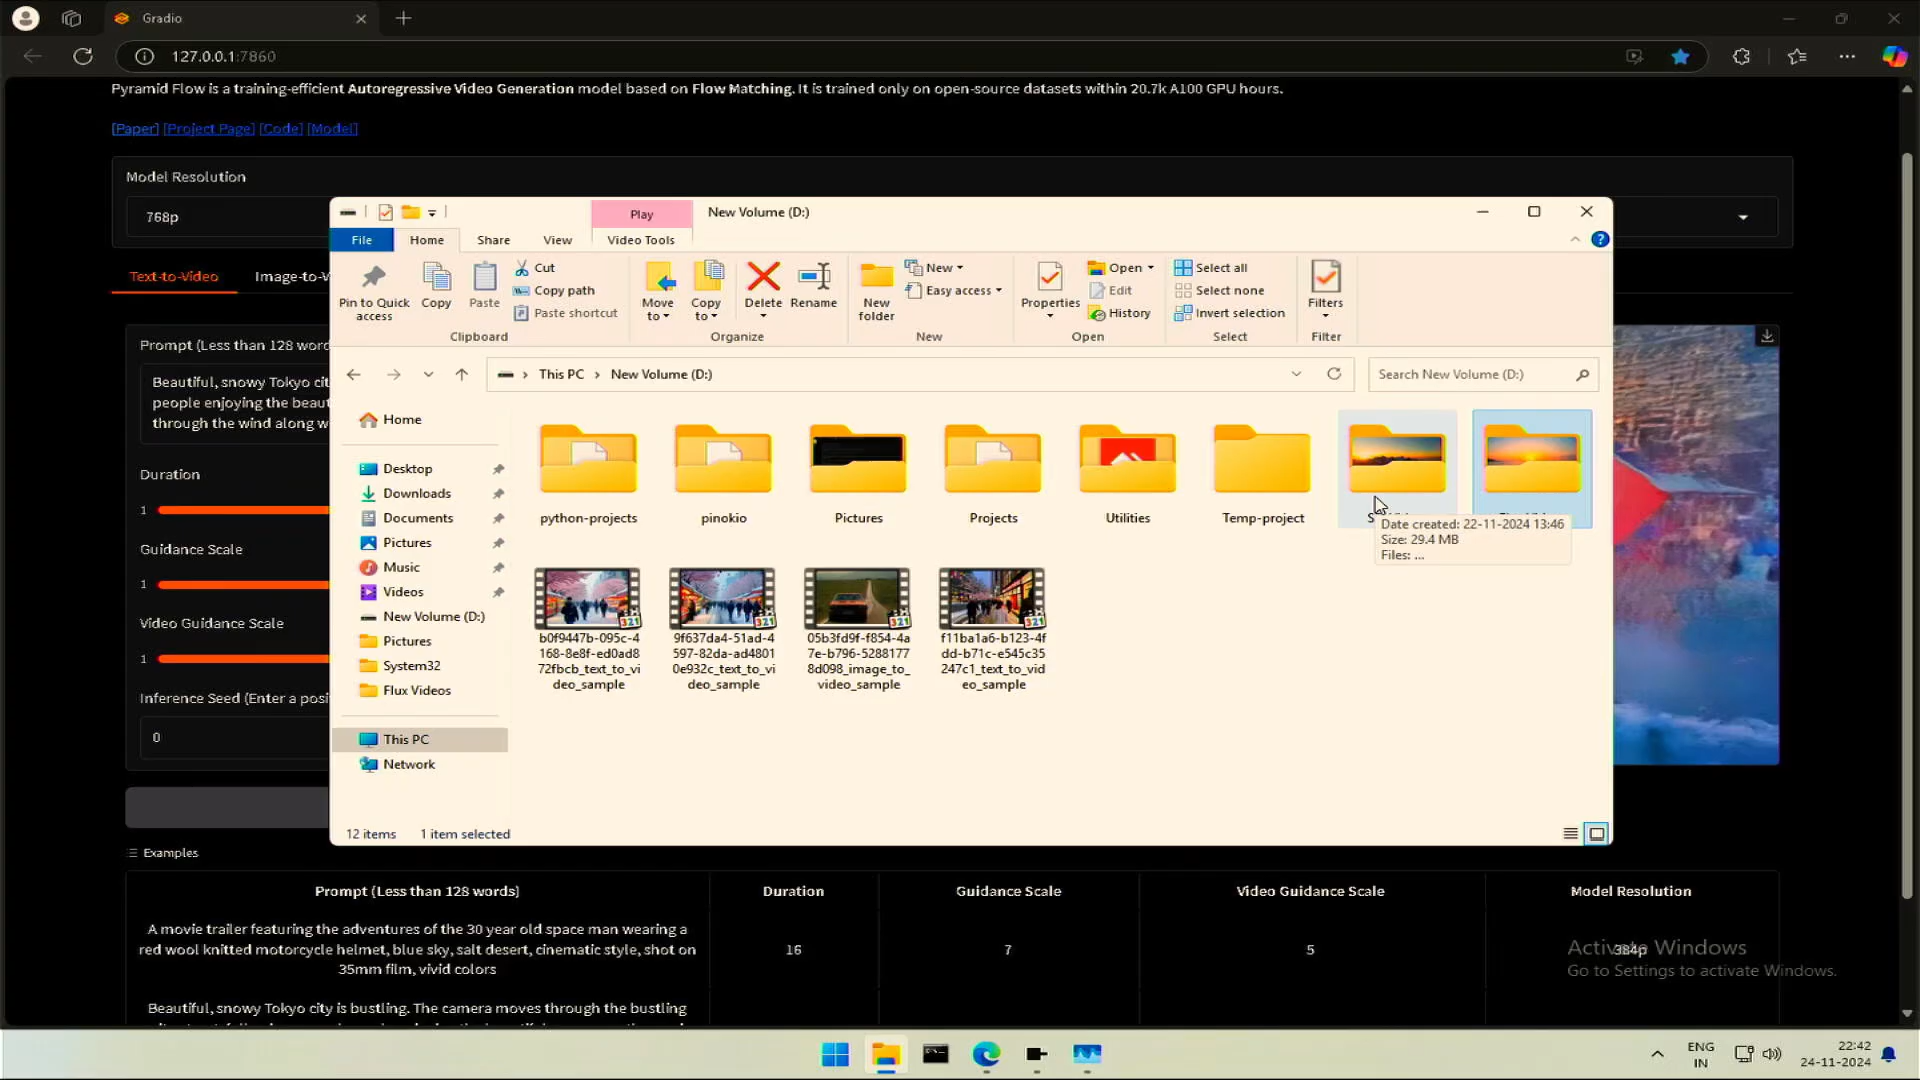 Gradio
127.0.0.1:7860
Pyramid Flow is a training-efficient Autoregressive Video Generation model based on Flow Matching. It is trained only on open-source datasets within 20.7k A100 GPU hours.
[Paper] [Project Page] [Code] [Model]
Model Resolution
768p
Text-to-Video Image-to-V
Prompt (Less than 128 word
Beautiful, snowy Tokyo cit
people enjoying the beaut
through the wind along w
Duration
1
Guidance Scale
1
Video Guidance Scale
1
Inference Seed (Enter a posi
0
Play New Volume (D:)
File Home Share View Video Tools
Pin to Quick access
Copy
Paste
Cut
Copy path
Paste shortcut
Clipboard
Move to
Copy to
Delete
Rename
Organize
New folder
New
Easy access
New
Properties
Open
Edit
History
Open
Select all
Select none
Invert selection
Select
Filters
Filter
This PC > New Volume (D:)
Search New Volume (D:)
Home
Desktop
Downloads
Documents
Pictures
Music
Videos
New Volume (D:)
Pictures
System32
Flux Videos
This PC
Network
python-projects
pinokio
Pictures
Projects
Utilities
Temp-project
Date created: 22-11-2024 13:46
Size: 29.4 MB
Files: ...
b0f9447b-095c-4
168-8e8f-ed0ad8
72fbcb_text_to_vi
deo_sample
9f637da4-51ad-4
597-82da-ad4801
0e932c_text_to_vi
deo_sample
05b3fd9f-f854-4a
7e-b796-5288177
8d098_image_to_
video_sample
f11ba1a6-b123-4f
dd-b71c-e545c35
247c1_text_to_vid
eo_sample
12 items 1 item selected
Examples
Prompt (Less than 128 words) Duration Guidance Scale Video Guidance Scale Model Resolution
A movie trailer featuring the adventures of the 30 year old space man wearing a
red wool knitted motorcycle helmet, blue sky, salt desert, cinematic style, shot on
35mm film, vivid colors
16 7 5 384p
Beautiful, snowy Tokyo city is bustling. The camera moves through the bustling
Activate Windows
Go to Settings to activate Windows.
ENG
IN
22:42
24-11-2024